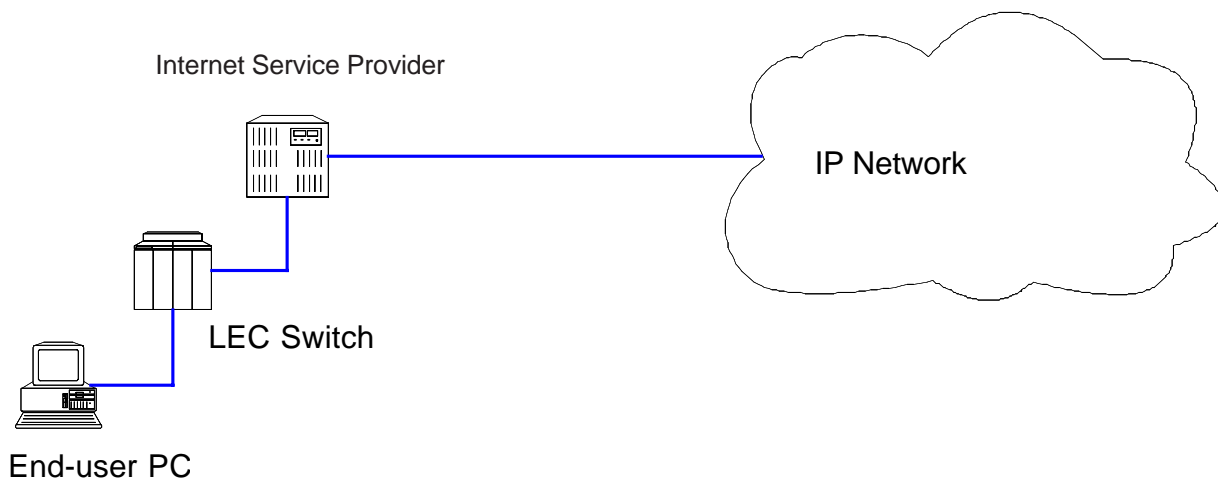 Internet Service Provider
IP Network
LEC Switch
End-user PC